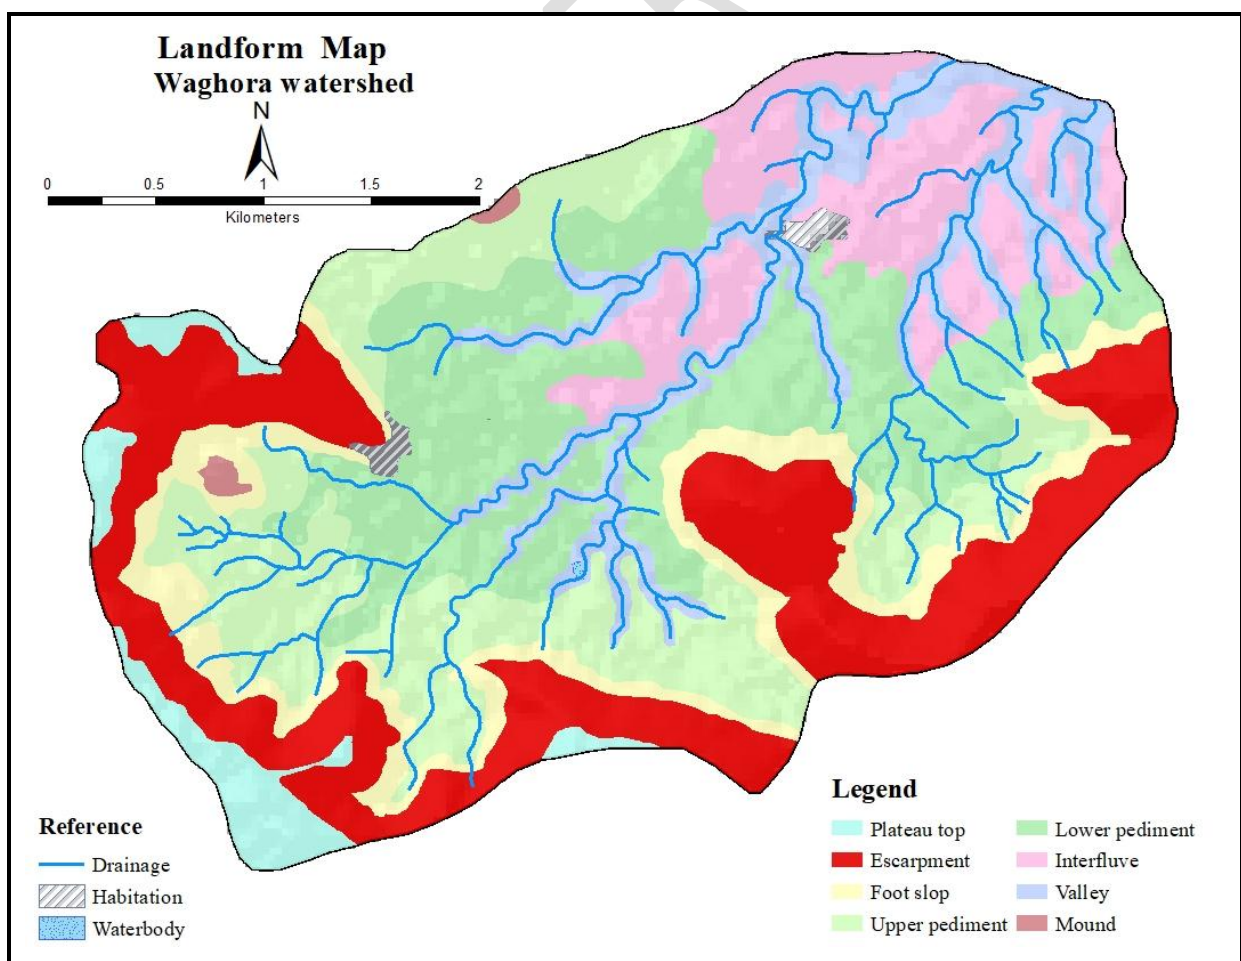 Landform Map
Waghora watershed
N
0 0.5 1 1.5 2
Kilometers
Reference
Drainage
Habitation
Waterbody
Legend
Plateau top
Escarpment
Foot slop
Upper pediment
Lower pediment
Interfluve
Valley
Mound